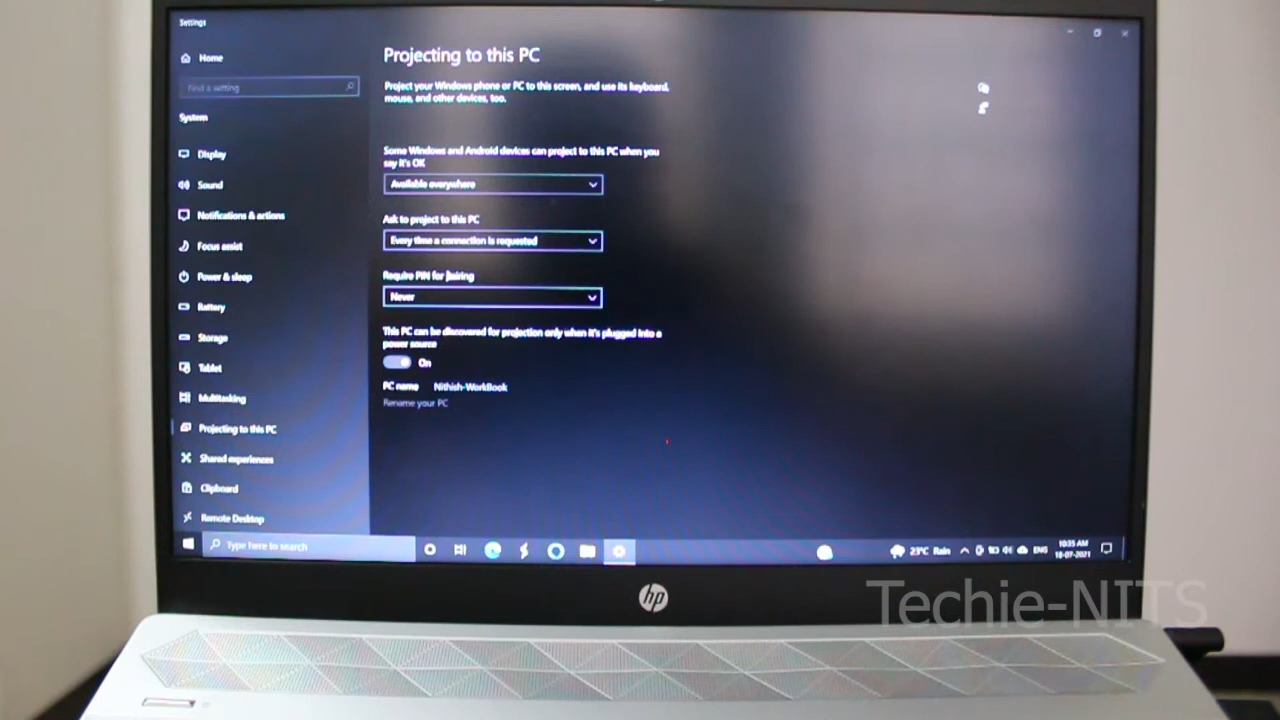 Settings
Home
Find a setting
System
Display
Sound
Notifications & actions
Focus assist
Power & sleep
Battery
Storage
Tablet
Multitasking
Projecting to this PC
Shared experiences
Clipboard
Remote Desktop
Projecting to this PC
Project your Windows phone or PC to this screen, and use its keyboard,
mouse, and other devices, too.
Some Windows and Android devices can project to this PC when you
say it's OK
Available everywhere
Ask to project to this PC
Every time a connection is requested
Require PIN for pairing
Never
This PC can be discovered for projection only when it's plugged into a
power source
On
PC name Nithish-WorkBook
Rename your PC
Type here to search
23°C Rain
ENG
10:35 AM
18-07-2021
hp
Techie-NITS